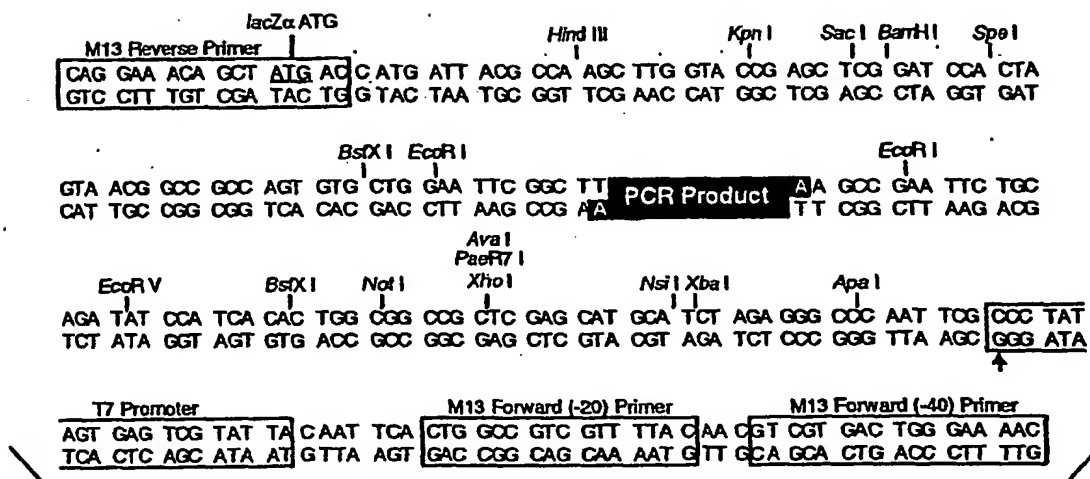 lacZα ATG
M13 Reverse Primer Hind III Kpn I Sac I BamH I Spe I
CAG GAA ACA GCT ATG AC C ATG ATT ACG CCA AGC TTG GTA CCG AGC TCG GAT CCA CTA
GTC CTT TGT CGA TAC TG G TAC TAA TGC GGT TCG AAC CAT GGC TCG AGC CTA GGT GAT
BstX I EcoR I EcoR I
GTA ACG GCC GCC AGT GTG CTG GAA TTC GGC TT PCR Product A A GCC GAA TTC TGC
CAT TGC CGG CGG TCA CAC GAC CTT AAG CCG A A T T CGG CTT AAG ACG
Ava I
PaeR7 I
EcoR V BstX I Not I Xho I Nsi I Xba I Apa I
AGA TAT CCA TCA CAC TGG CGG CCG CTC GAG CAT GCA TCT AGA GGG CCC AAT TCG CCC TAT
TCT ATA GGT AGT GTG ACC GCC GGC GAG CTC GTA CGT AGA TCT CCC GGG TTA AGC GGG ATA
T7 Promoter M13 Forward (-20) Primer M13 Forward (-40) Primer
AGT GAG TCG TAT TA C AAT TCA CTG GCC GTC GTT TTA C AA C GT CGT GAC TGG GAA AAC
TCA CTC AGC ATA AT G TTA AGT GAC CGG CAG CAA AAT G TT G CA GCA CTG ACC CTT TTG